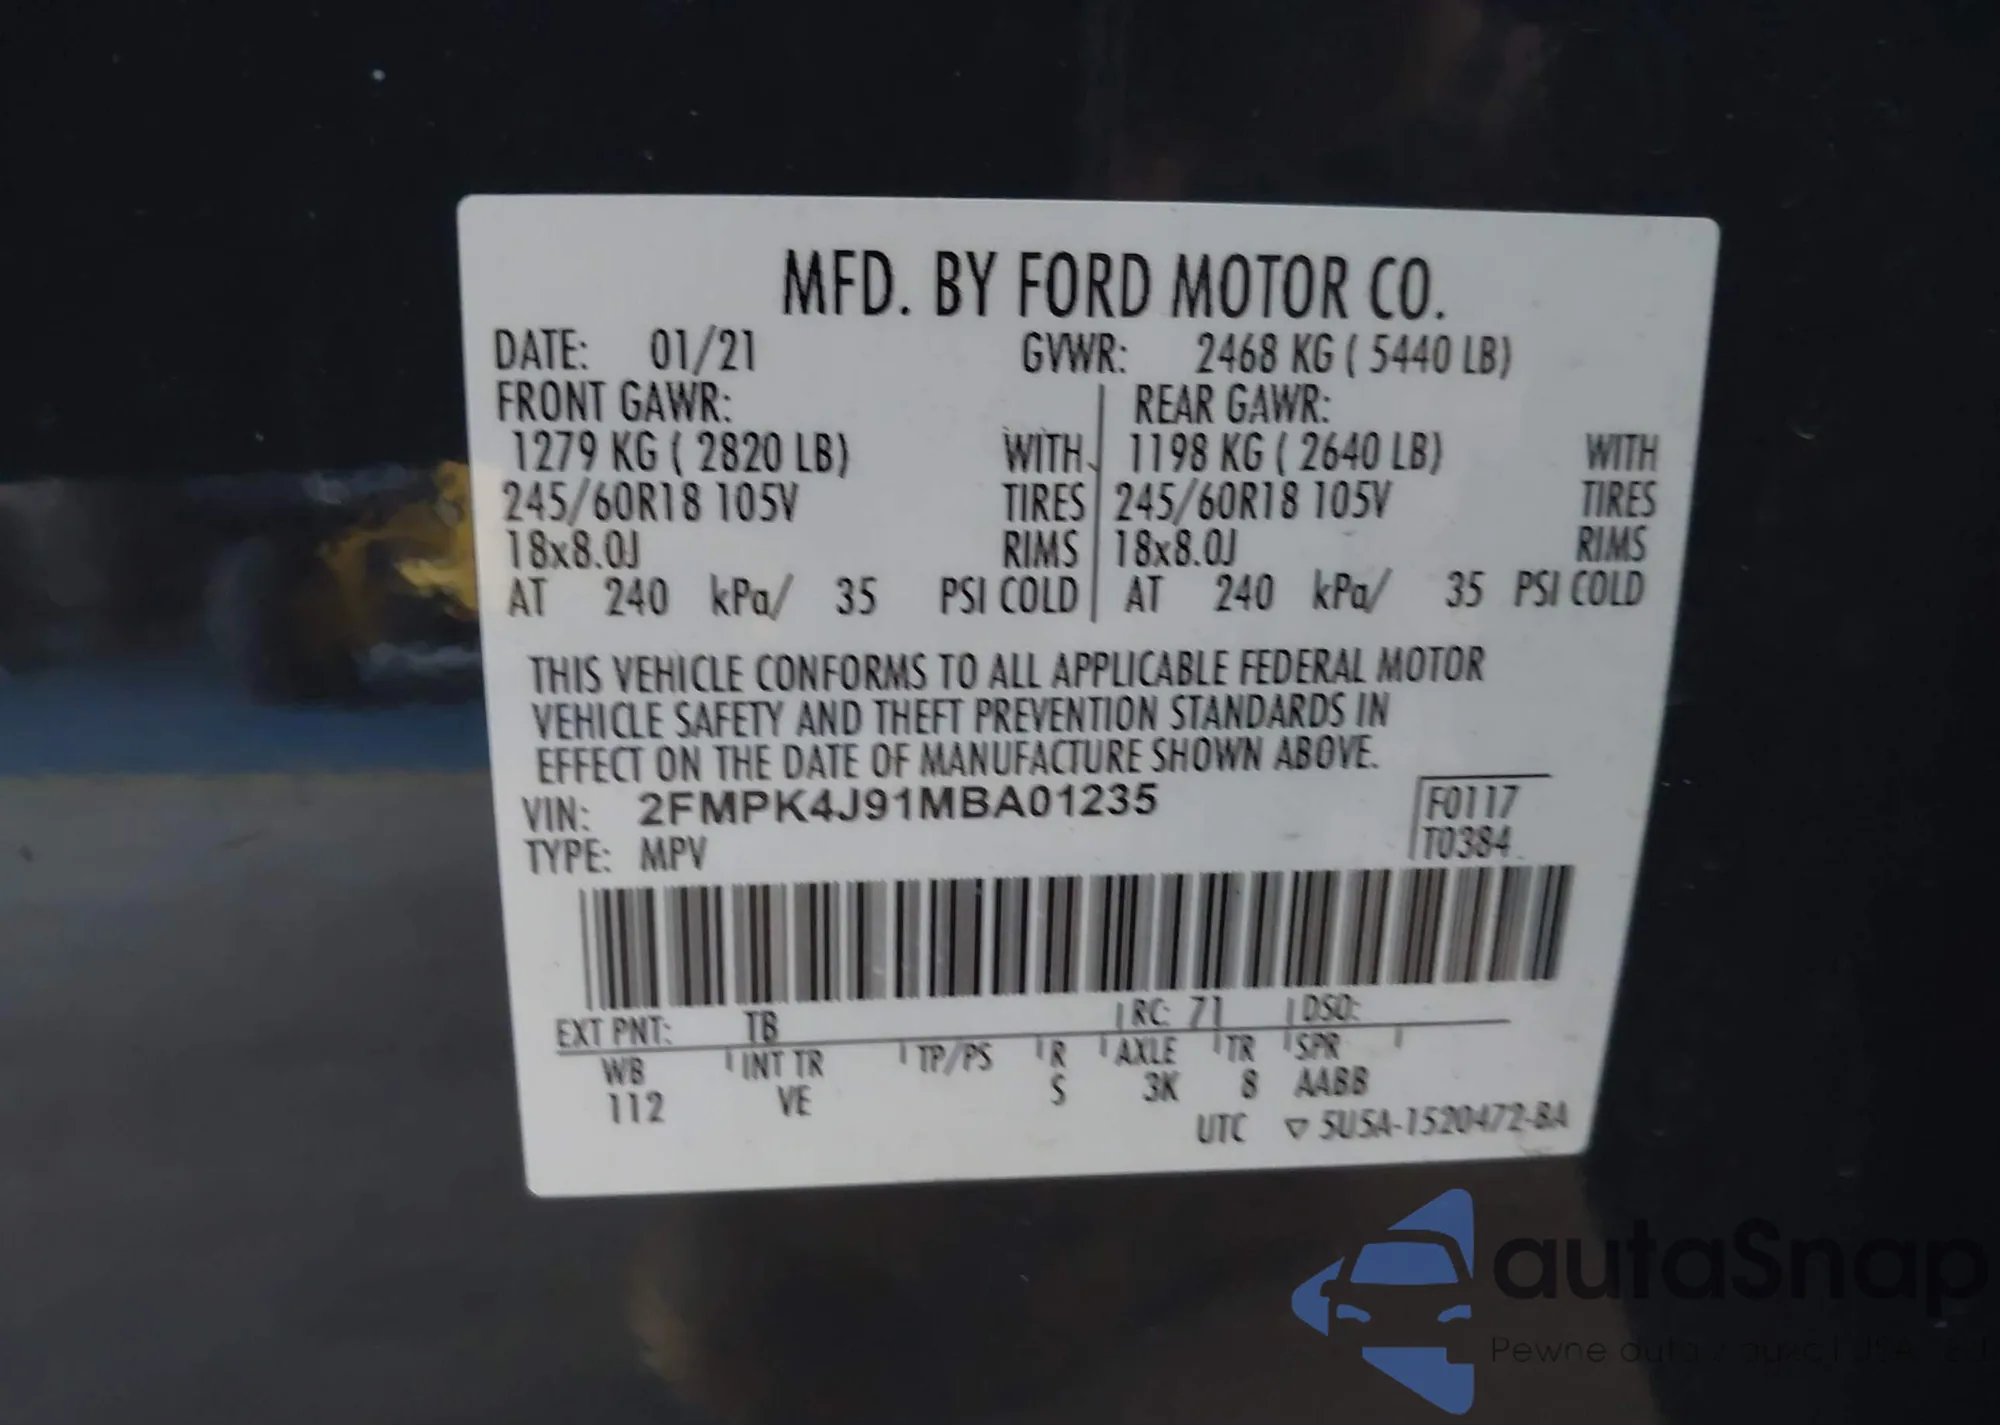 MFD. BY FORD MOTOR CO.
DATE: 01/21 GVWR: 2468 KG ( 5440 LB)
FRONT GAWR: REAR GAWR:
1279 KG ( 2820 LB) WITH 1198 KG ( 2640 LB) WITH
245/60R18 105V TIRES 245/60R18 105V TIRES
18x8.0J RIMS 18x8.0J RIMS
AT 240 kPa/ 35 PSI COLD AT 240 kPa/ 35 PSI COLD
THIS VEHICLE CONFORMS TO ALL APPLICABLE FEDERAL MOTOR
VEHICLE SAFETY AND THEFT PREVENTION STANDARDS IN
EFFECT ON THE DATE OF MANUFACTURE SHOWN ABOVE.
VIN: 2FMPK4J91MBA01235 F0117
TYPE: MPV T0384
EXT PNT: TB RC: 71 DSO:
WB INT TR TP/PS R AXLE TR SPR
112 VE S 3K 8 AABB
UTC ▽ 5U5A-1520472-BA
autaSnap
Pewne auta z aukcji USA